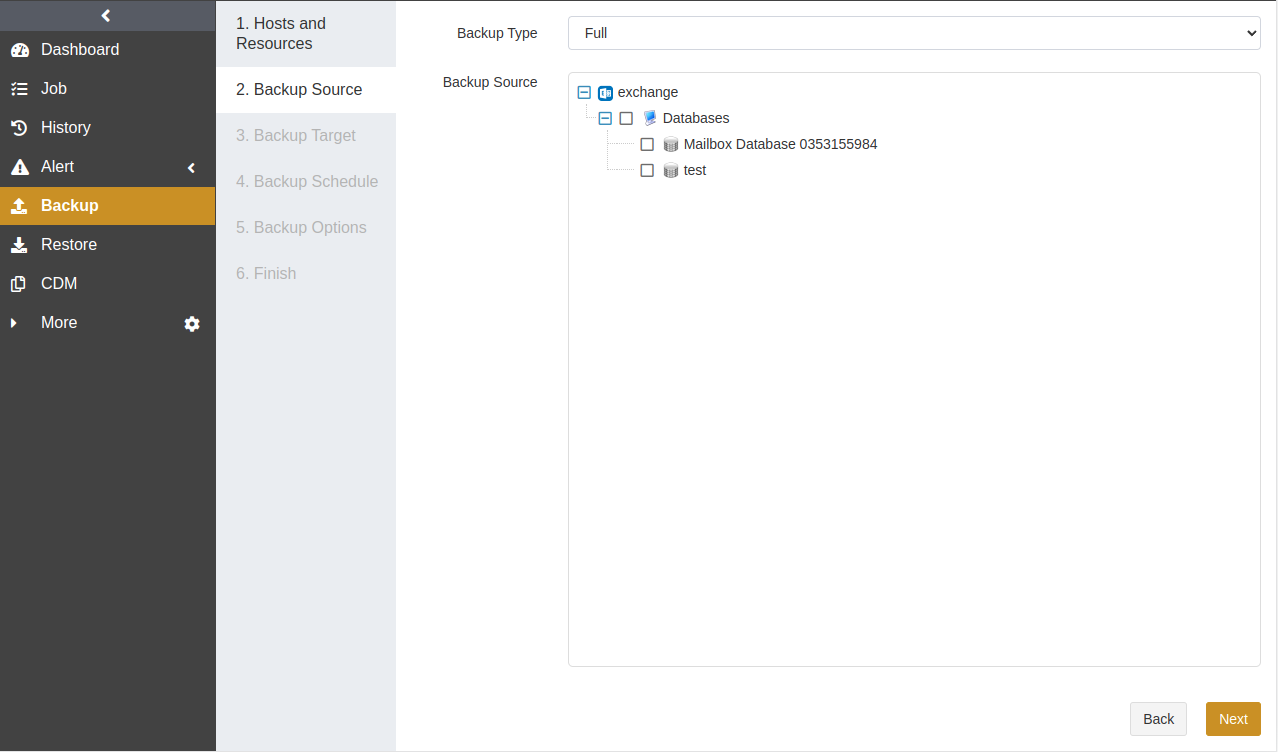 Dashboard
Job
History
Alert
Backup
Restore
CDM
More
1. Hosts and
Resources
2. Backup Source
3. Backup Target
4. Backup Schedule
5. Backup Options
6. Finish
Backup Type
Full
Backup Source
exchange
Databases
Mailbox Database 0353155984
test
Back
Next